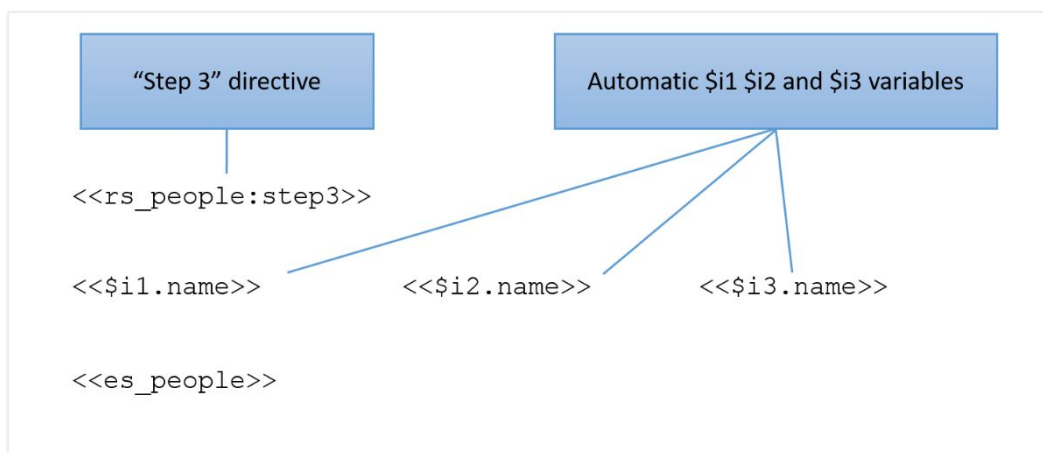 “Step 3” directive
Automatic $i1 $i2 and $i3 variables
<<rs_people:step3>>
<<$i1.name>> <<$i2.name>> <<$i3.name>>
<<es_people>>